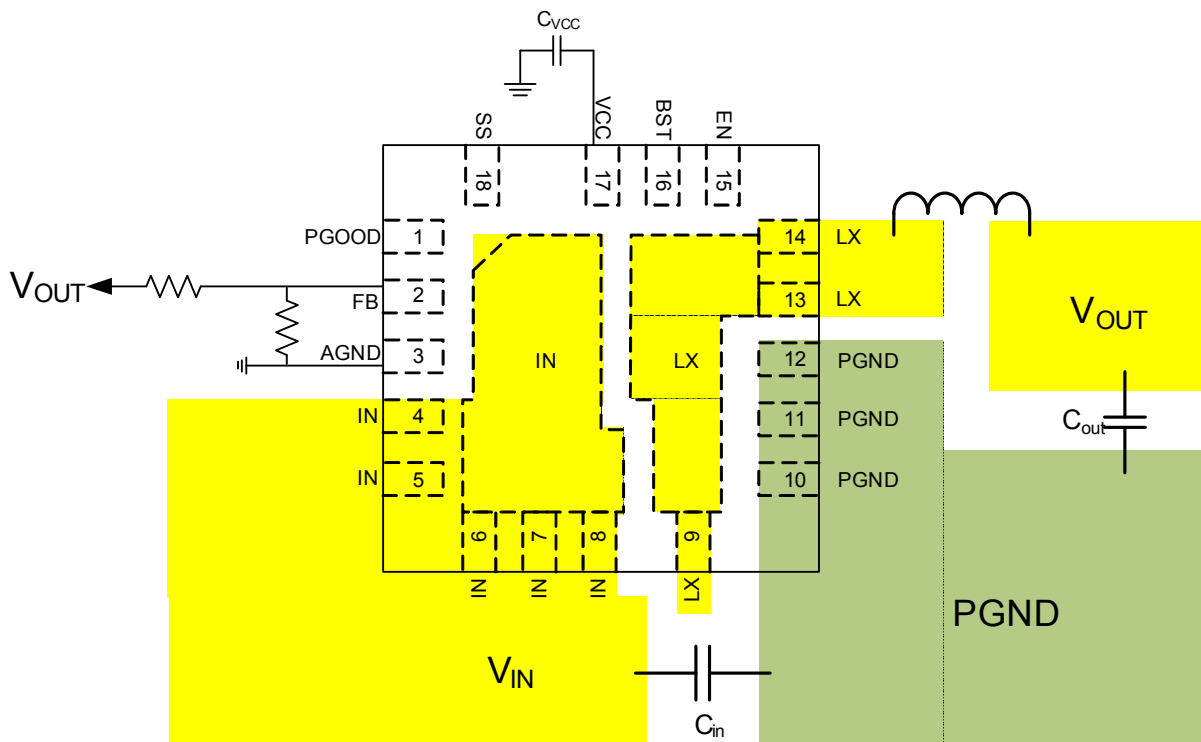 CVCC
SS
VCC
BST
EN
18
17
16
15
PGOOD 1
14 LX
VOUT
FB 2
13 LX
VOUT
AGND 3
IN
LX
12 PGND
IN 4
11 PGND
Cout
IN 5
10 PGND
6
7
8
9
IN
IN
IN
LX
PGND
VIN
Cin